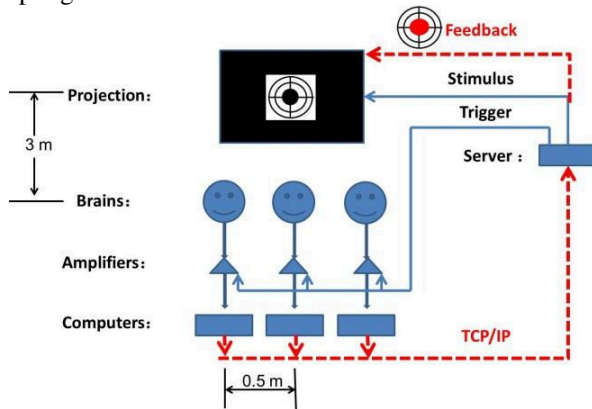 Feedback
Stimulus
Projection：
Trigger
3 m
Server：
Brains：
Amplifiers：
Computers：
TCP/IP
0.5 m